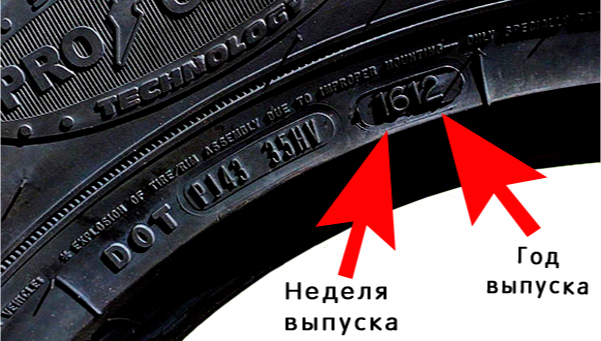 PRO
TECHNOLOGY
EXPLOSION OF TIRE/RIM ASSEMBLY DUE TO IMPROPER MOUNTING— ONLY SPECIALLY
VEHICLES
DOT P143 35HV 1612
Неделя
выпуска
Год
выпуска